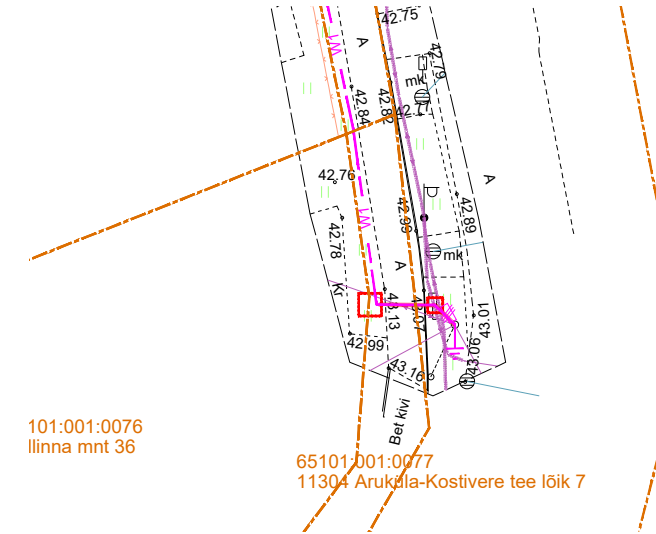 42.75
42.79
A
mk
42.84
42.82
42.77
W1
42.76
A
D
42.89
42.99
W1
42.78
mk
A
Kr
43.13
43.07
43.01
42.99
43.06
43.16
Bet kivi
101:001:0076
llinna mnt 36
65101:001:0077
11304 Aruküla-Kostivere tee lõik 7